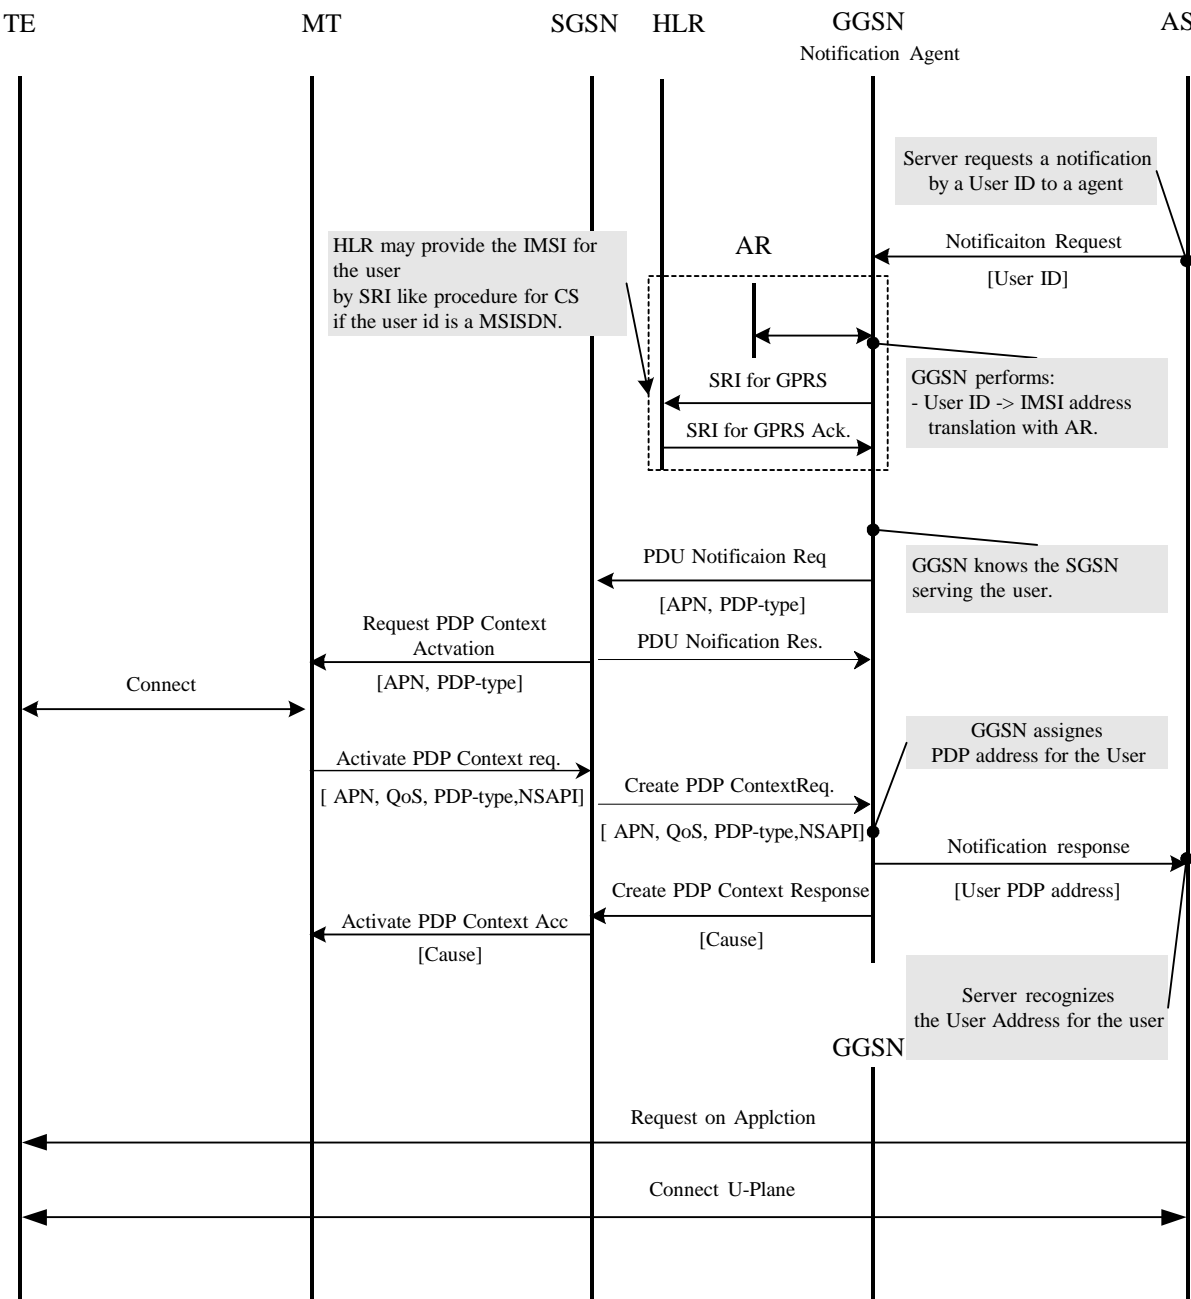 TE MT SGSN HLR GGSN AS
Notification Agent
Server requests a notification
by a User ID to a agent
Notificaiton Request
[User ID]
HLR may provide the IMSI for
the user
by SRI like procedure for CS
if the user id is a MSISDN.
AR
SRI for GPRS
SRI for GPRS Ack.
GGSN performs:
- User ID -> IMSI address
translation with AR.
PDU Notificaion Req
[APN, PDP-type]
GGSN knows the SGSN
serving the user.
Request PDP Context
Actvation
[APN, PDP-type]
PDU Noification Res.
Connect
GGSN assignes
PDP address for the User
Activate PDP Context req.
[ APN, QoS, PDP-type,NSAPI]
Create PDP ContextReq.
[ APN, QoS, PDP-type,NSAPI]
Notification response
[User PDP address]
Create PDP Context Response
[Cause]
Activate PDP Context Acc
[Cause]
Server recognizes
the User Address for the user
GGSN
Request on Applction
Connect U-Plane